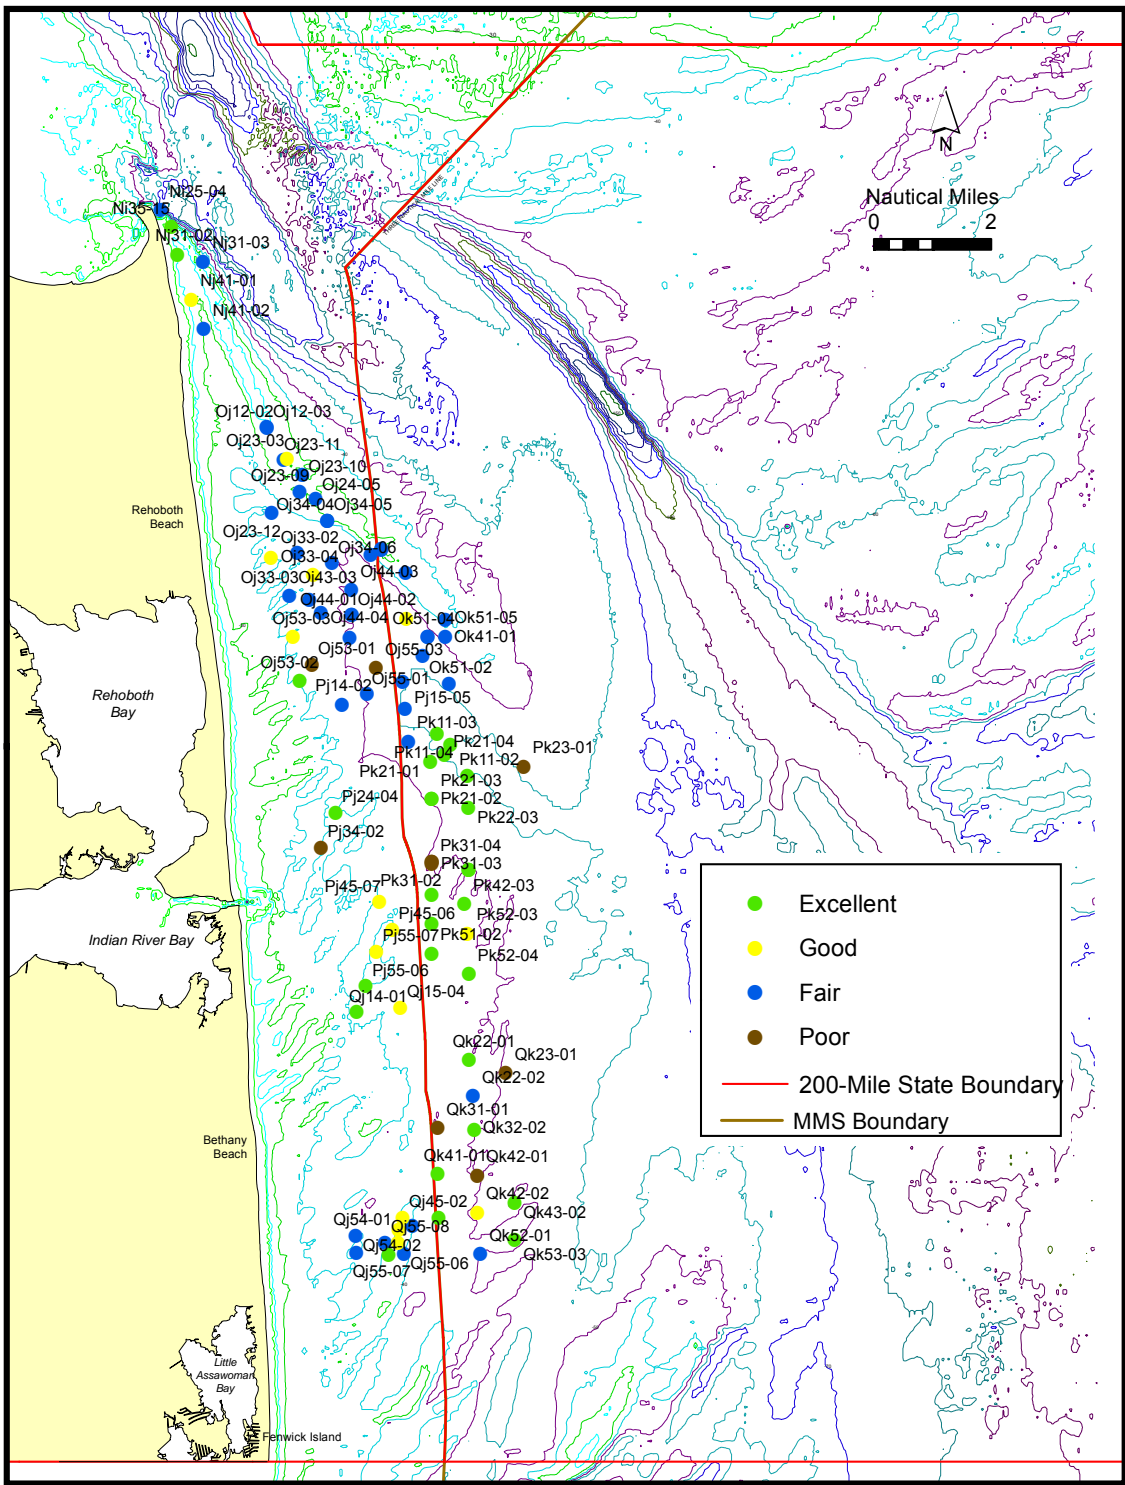 N
Nautical Miles
0 2
Ni25-04
Ni35-15
Nj31-02
Nj31-03
Nj41-01
Nj41-02
Oj12-02
Oj12-03
Oj23-03
Oj23-11
Oj23-10
Oj23-09
Oj24-05
Rehoboth
Beach
Oj34-04
Oj34-05
Oj23-12
Oj33-02
Oj34-06
Oj33-04
Oj33-03
Oj43-03
Oj44-03
Oj44-01
Oj44-02
Oj53-03
Oj44-04
Ok51-04
Ok51-05
Ok41-01
Oj53-01
Oj55-03
Oj53-02
Ok51-02
Rehoboth
Bay
Pj14-02
Oj55-01
Pj15-05
Pk11-03
Pk21-04
Pk23-01
Pk11-04
Pk11-02
Pk21-01
Pk21-03
Pj24-04
Pk21-02
Pk22-03
Pj34-02
Pk31-04
Pk31-03
Pk31-02
Pj45-07
Pk42-03
Pj45-06
Pk52-03
Pj55-07
Pk51-02
Indian River Bay
Pk52-04
Pj55-06
Qj14-01
Qj15-04
Qk22-01
Qk23-01
Qk22-02
Qk31-01
Qk32-02
Bethany
Beach
Qk41-01
Qk42-01
Qk42-02
Qj45-02
Qk43-02
Qj54-01
Qj55-08
Qk52-01
Qj54-02
Qk53-03
Qj55-06
Qj55-07
Little
Assawoman
Bay
Fenwick Island
Excellent
Good
Fair
Poor
200-Mile State Boundary
MMS Boundary